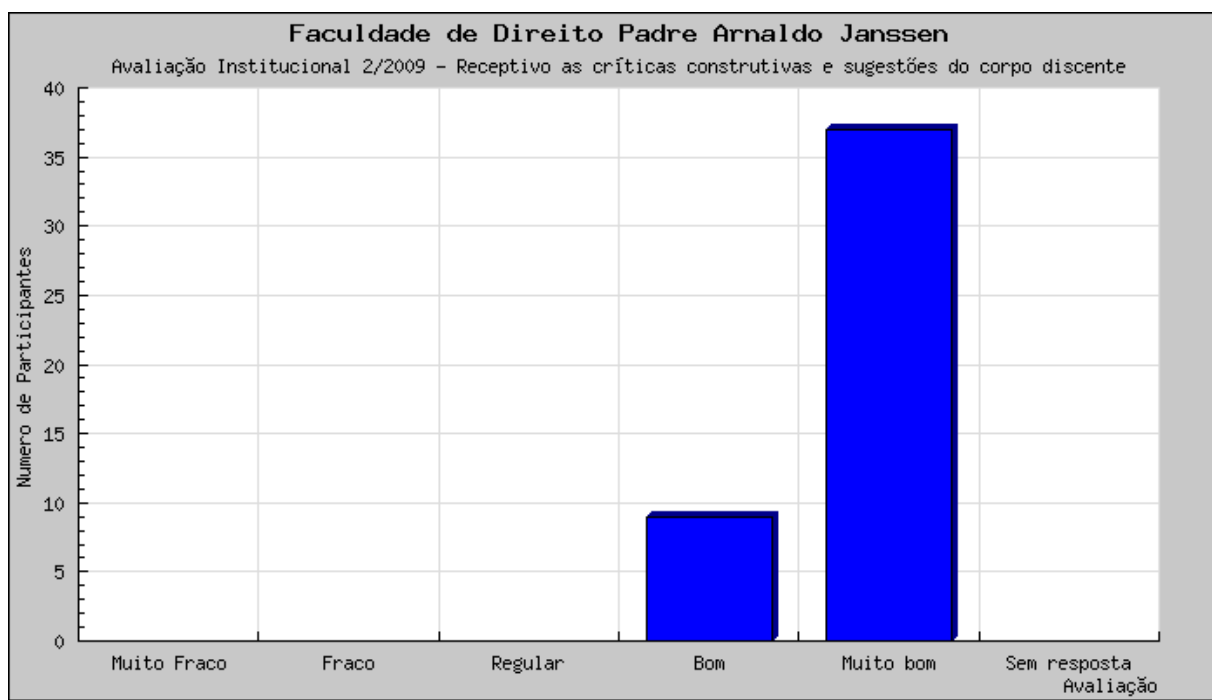 Faculdade de Direito Padre Arnaldo Janssen
Avaliação Institucional 2/2009 - Receptivo as críticas construtivas e sugestões do corpo discente
Numero de Participantes
40
35
30
25
20
15
10
5
0
Muito Fraco Fraco Regular Bom Muito bom Sem resposta
Avaliação